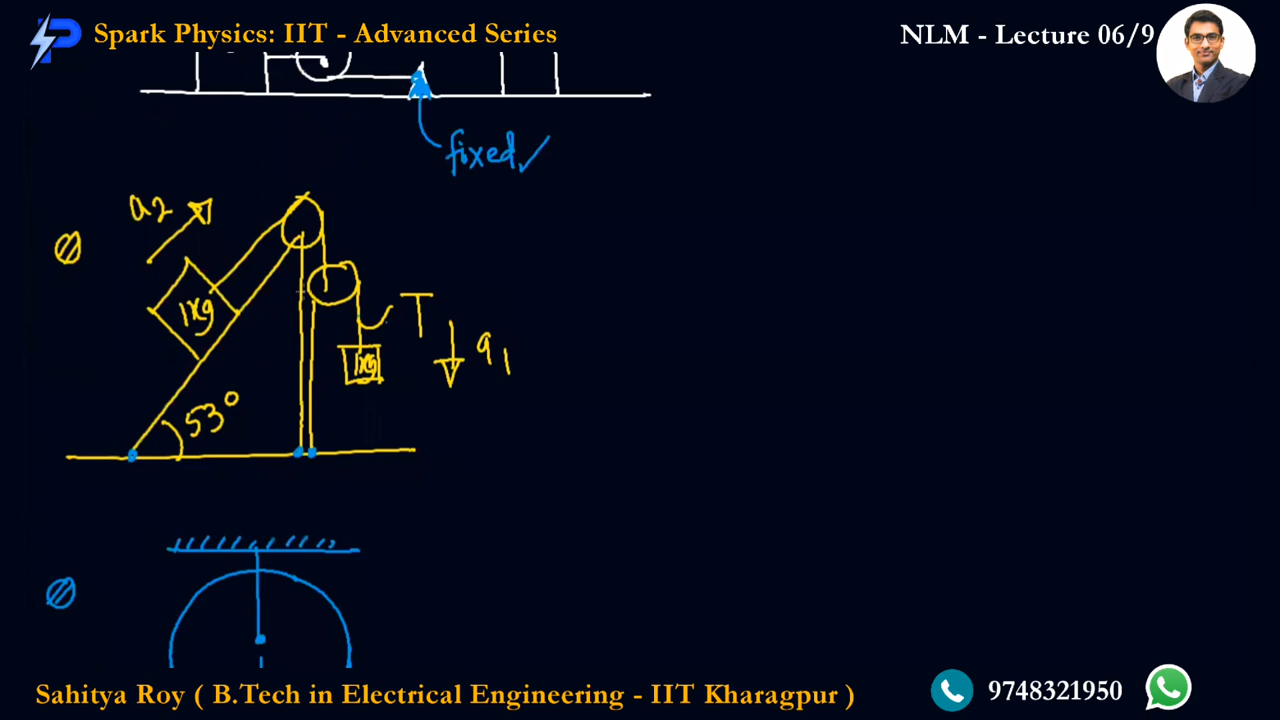 Spark Physics: IIT - Advanced Series
NLM - Lecture 06/9
fixed✓
a2
1kg
T
a1
1kg
53°
Sahitya Roy ( B.Tech in Electrical Engineering - IIT Kharagpur )
9748321950